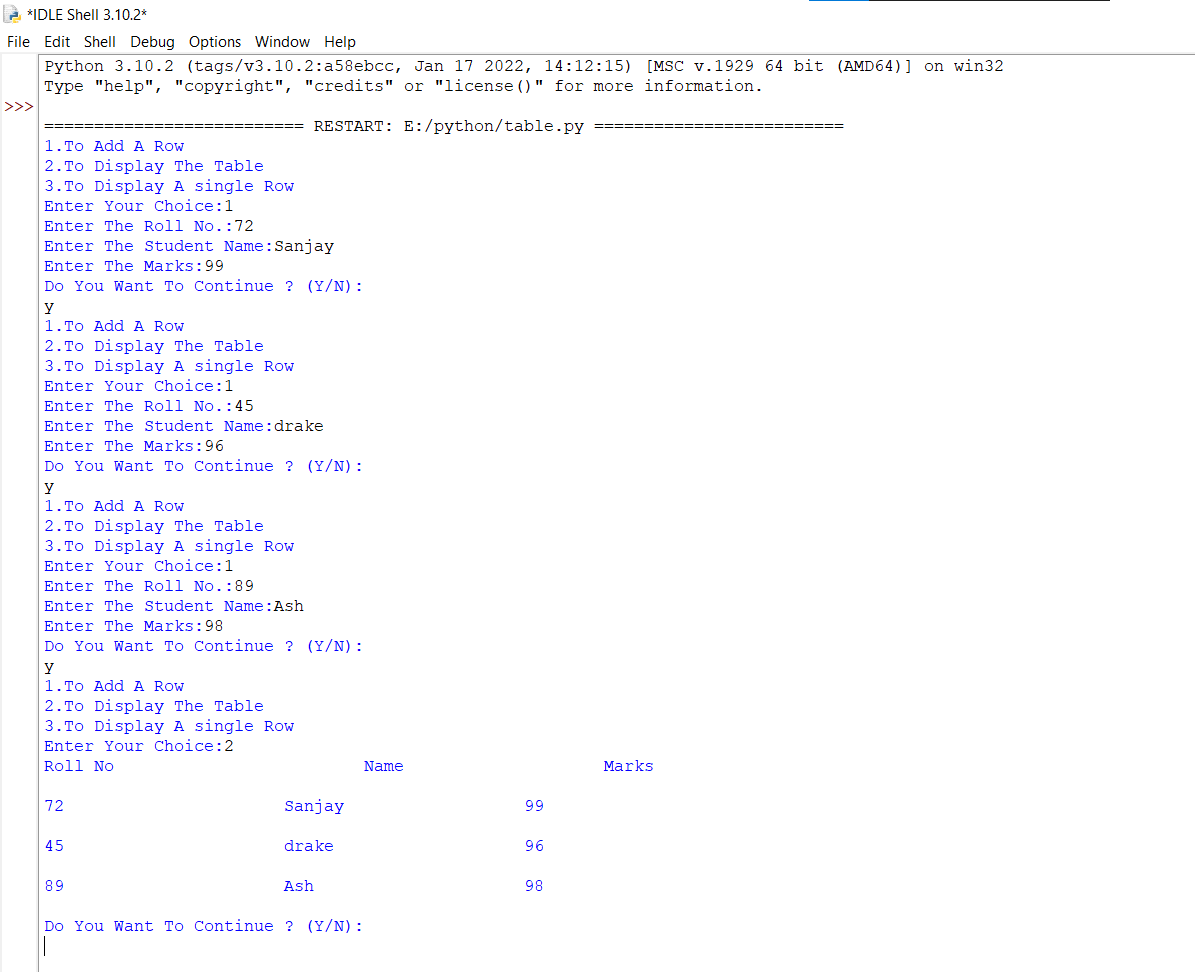 *IDLE Shell 3.10.2*
File Edit Shell Debug Options Window Help
Python 3.10.2 (tags/v3.10.2:a58ebcc, Jan 17 2022, 14:12:15) [MSC v.1929 64 bit (AMD64)] on win32
Type "help", "copyright", "credits" or "license()" for more information.
>>>
========================== RESTART: E:/python/table.py =========================
1.To Add A Row
2.To Display The Table
3.To Display A single Row
Enter Your Choice:1
Enter The Roll No.:72
Enter The Student Name:Sanjay
Enter The Marks:99
Do You Want To Continue ? (Y/N):
y
1.To Add A Row
2.To Display The Table
3.To Display A single Row
Enter Your Choice:1
Enter The Roll No.:45
Enter The Student Name:drake
Enter The Marks:96
Do You Want To Continue ? (Y/N):
y
1.To Add A Row
2.To Display The Table
3.To Display A single Row
Enter Your Choice:1
Enter The Roll No.:89
Enter The Student Name:Ash
Enter The Marks:98
Do You Want To Continue ? (Y/N):
y
1.To Add A Row
2.To Display The Table
3.To Display A single Row
Enter Your Choice:2
Roll No                         Name                    Marks
72                      Sanjay                  99
45                      drake                   96
89                      Ash                     98
Do You Want To Continue ? (Y/N):